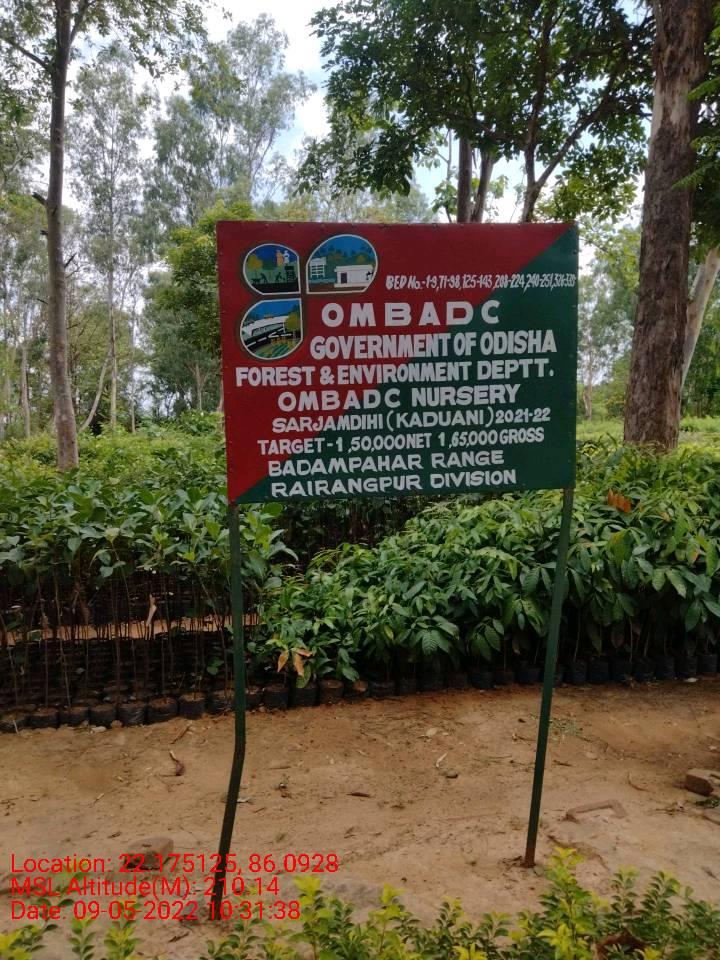 BED No.-1-9,71-98,125-143,208-224,240-251,326-335
OMBADC
GOVERNMENT OF ODISHA
FOREST & ENVIRONMENT DEPTT.
OMBADC NURSERY
SARJAMDIHI (KADUANI) 2021-22
TARGET-1,50,000NET 1,65,000 GROSS
BADAMPAHAR RANGE
RAIRANGPUR DIVISION
Location: 22.175125, 86.0928
MSL Altitude(M): 210.14
Date: 09-05-2022 10:31:38